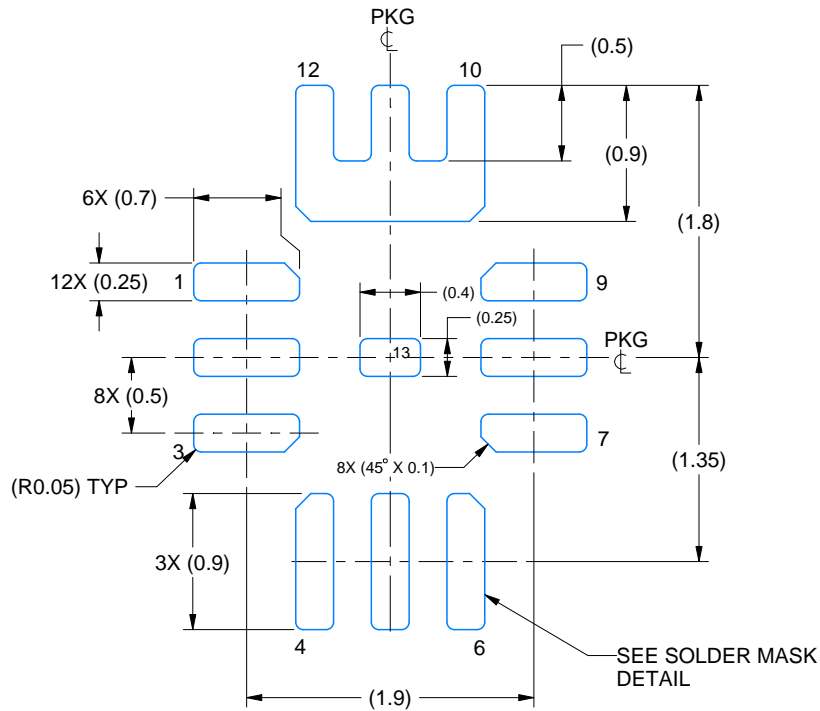 PKG
℄
(0.5)
12
10
(0.9)
6X (0.7)
(1.8)
12X (0.25)
1
9
(0.4)
(0.25)
13
PKG
℄
8X (0.5)
3
7
8X (45° X 0.1)
(1.35)
(R0.05) TYP
3X (0.9)
4
6
SEE SOLDER MASK
DETAIL
(1.9)